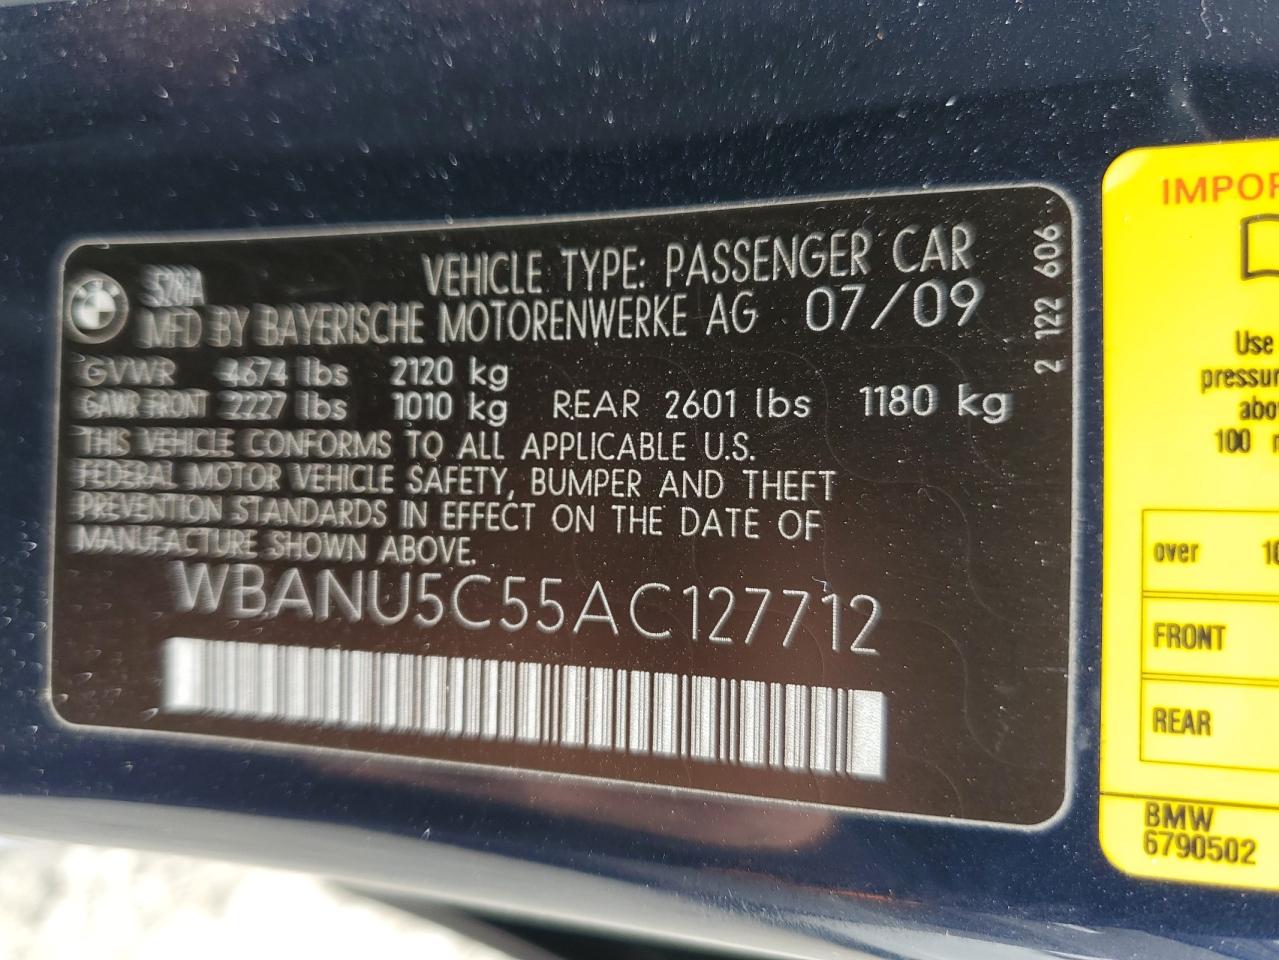 528iA
VEHICLE TYPE: PASSENGER CAR
MFD BY BAYERISCHE MOTORENWERKE AG 07/09
GVWR 4674 lbs 2120 kg
GAWR FRONT 2227 lbs 1010 kg REAR 2601 lbs 1180 kg
THIS VEHICLE CONFORMS TO ALL APPLICABLE U.S.
FEDERAL MOTOR VEHICLE SAFETY, BUMPER AND THEFT
PREVENTION STANDARDS IN EFFECT ON THE DATE OF
MANUFACTURE SHOWN ABOVE.
WBANU5C55AC127712
2 122 606
IMPOR
Use
pressur
abo
100
over 10
FRONT
REAR
BMW
6790502